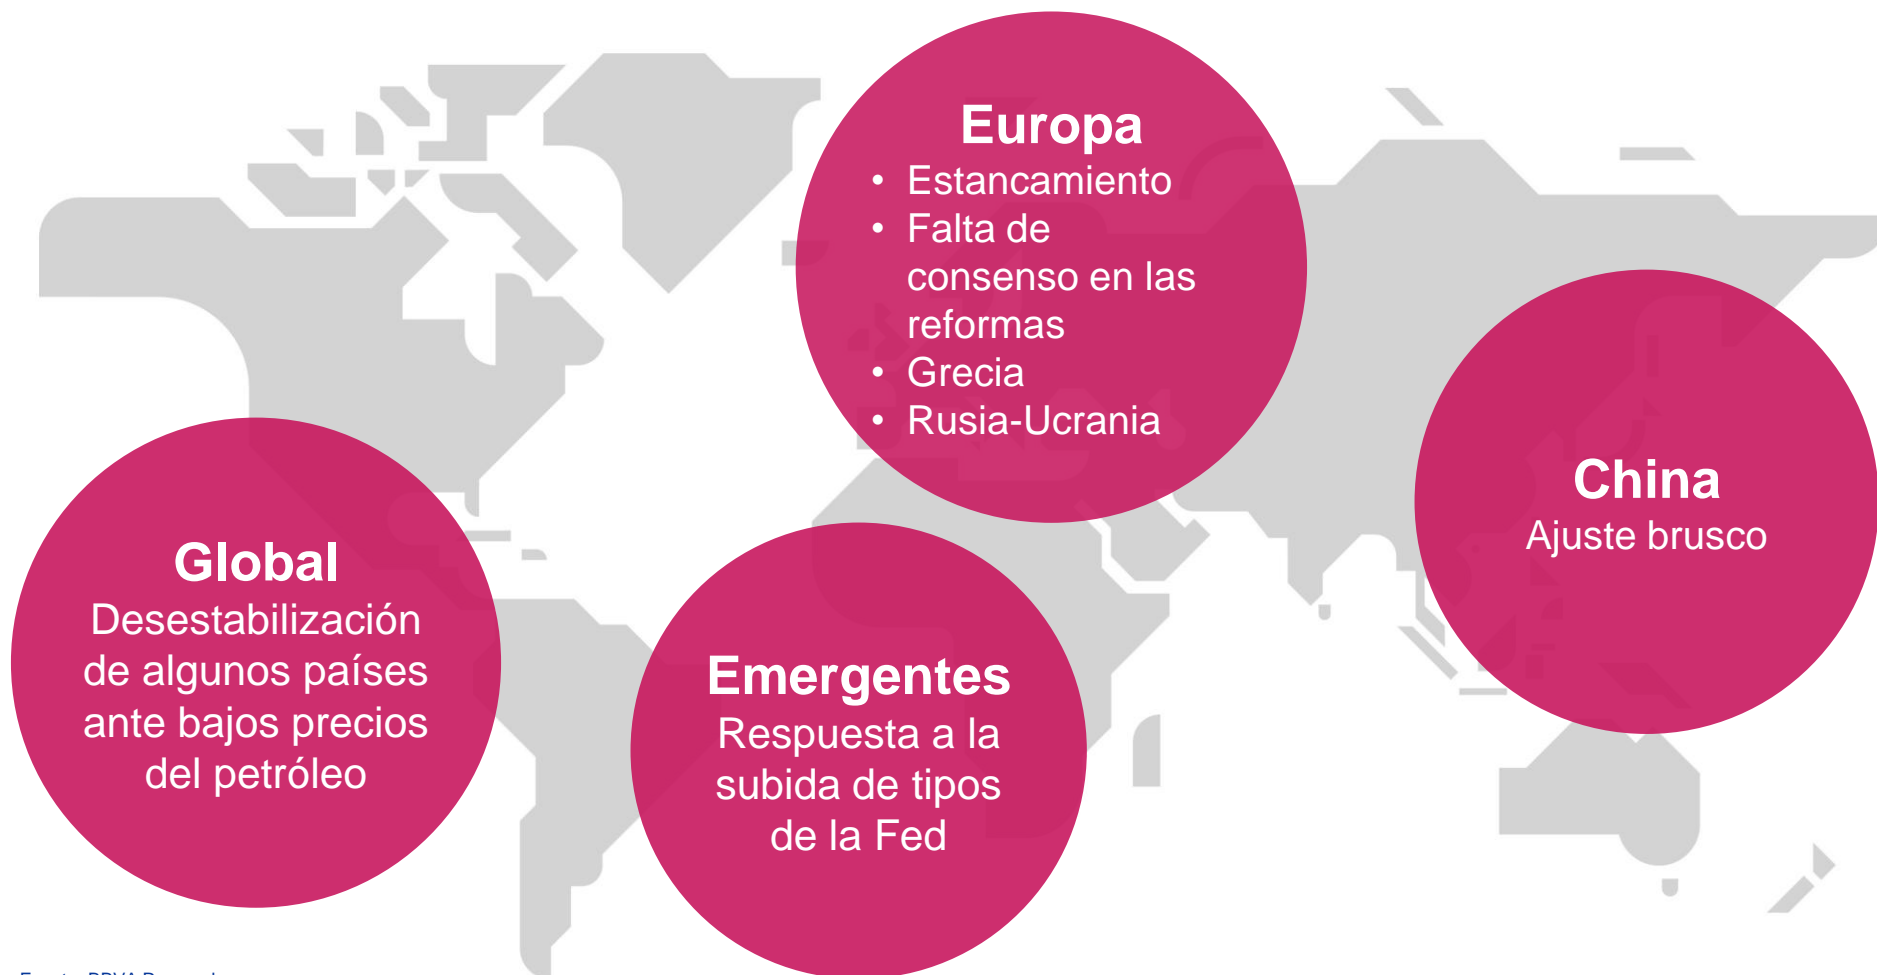 Europa
• Estancamiento
• Falta de
consenso en las
reformas
• Grecia
• Rusia-Ucrania
China
Ajuste brusco
Global
Desestabilización
de algunos países
ante bajos precios
del petróleo
Emergentes
Respuesta a la
subida de tipos
de la Fed